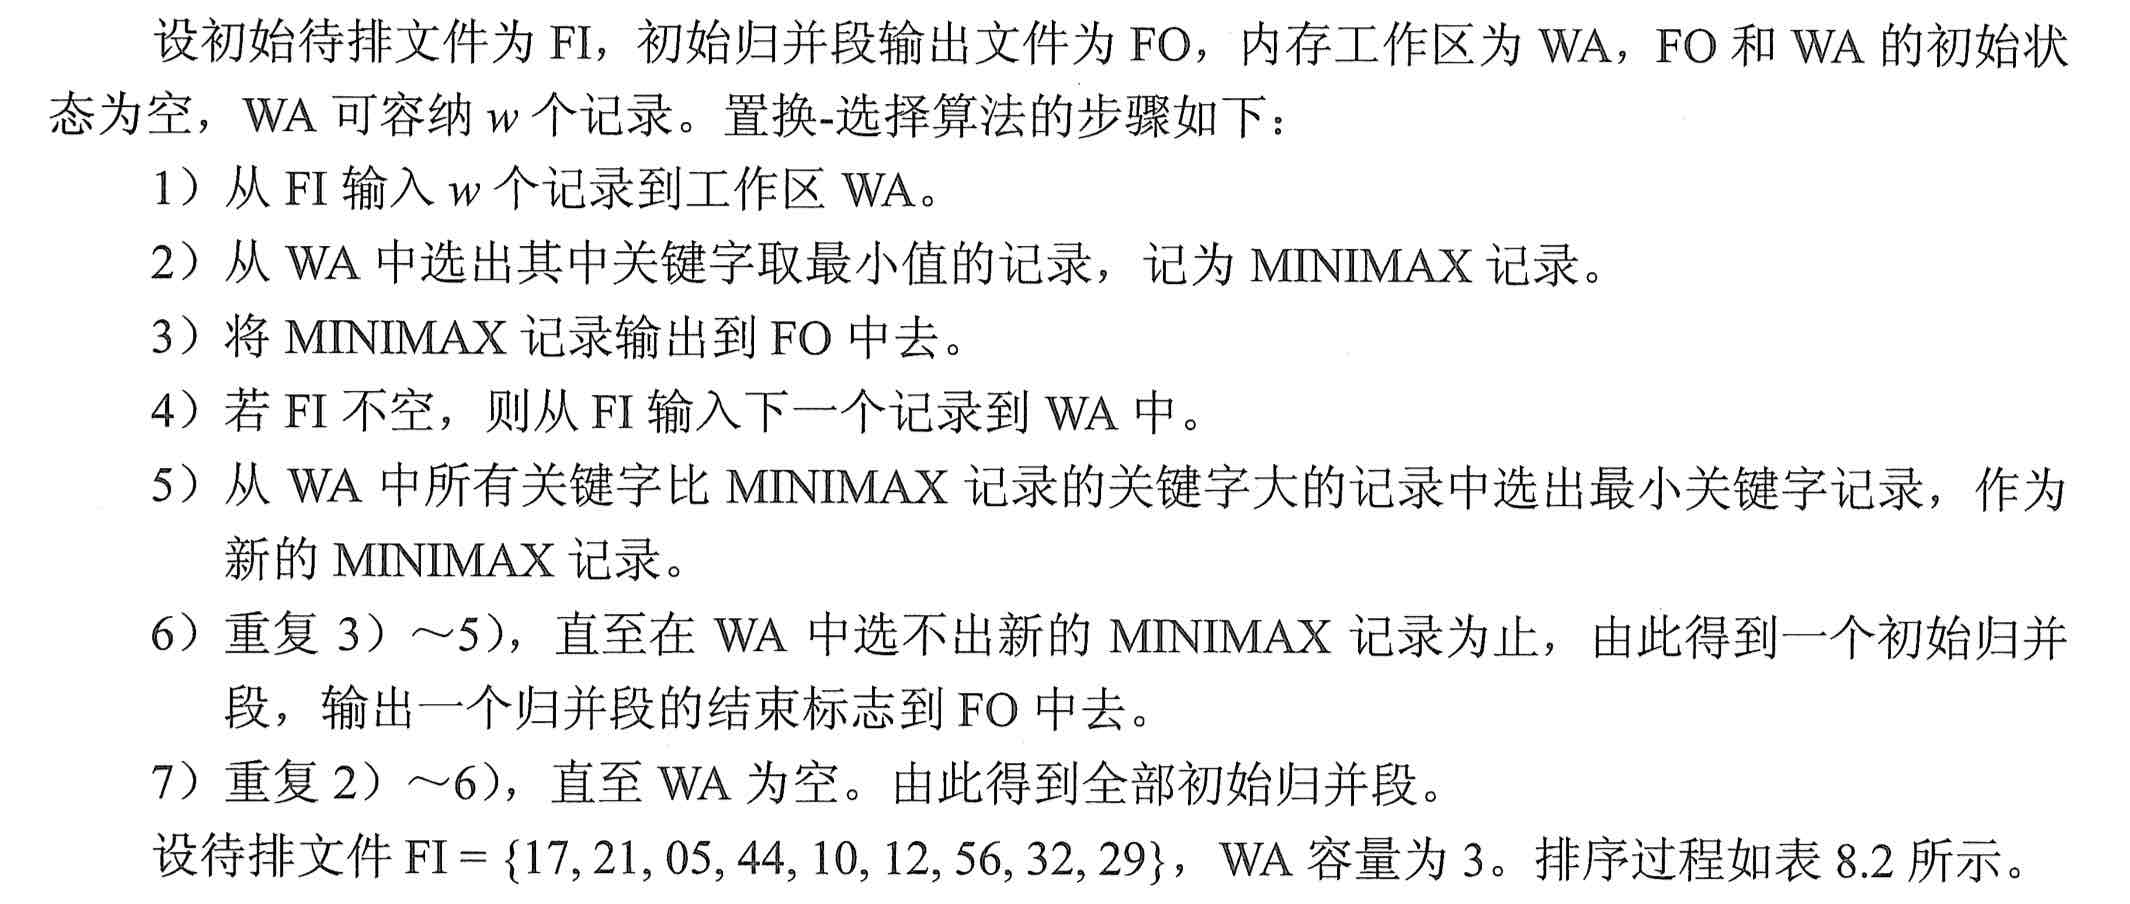 设初始待排文件为 FI，初始归并段输出文件为 FO，内存工作区为 WA，FO 和 WA 的初始状
态为空，WA 可容纳 w 个记录。置换-选择算法的步骤如下：
1）从 FI 输入 w 个记录到工作区 WA。
2）从 WA 中选出其中关键字取最小值的记录，记为 MINIMAX 记录。
3）将 MINIMAX 记录输出到 FO 中去。
4）若 FI 不空，则从 FI 输入下一个记录到 WA 中。
5）从 WA 中所有关键字比 MINIMAX 记录的关键字大的记录中选出最小关键字记录，作为
新的 MINIMAX 记录。
6）重复 3）～5），直至在 WA 中选不出新的 MINIMAX 记录为止，由此得到一个初始归并
段，输出一个归并段的结束标志到 FO 中去。
7）重复 2）～6），直至 WA 为空。由此得到全部初始归并段。
设待排文件 FI = {17, 21, 05, 44, 10, 12, 56, 32, 29}，WA 容量为 3。排序过程如表 8.2 所示。